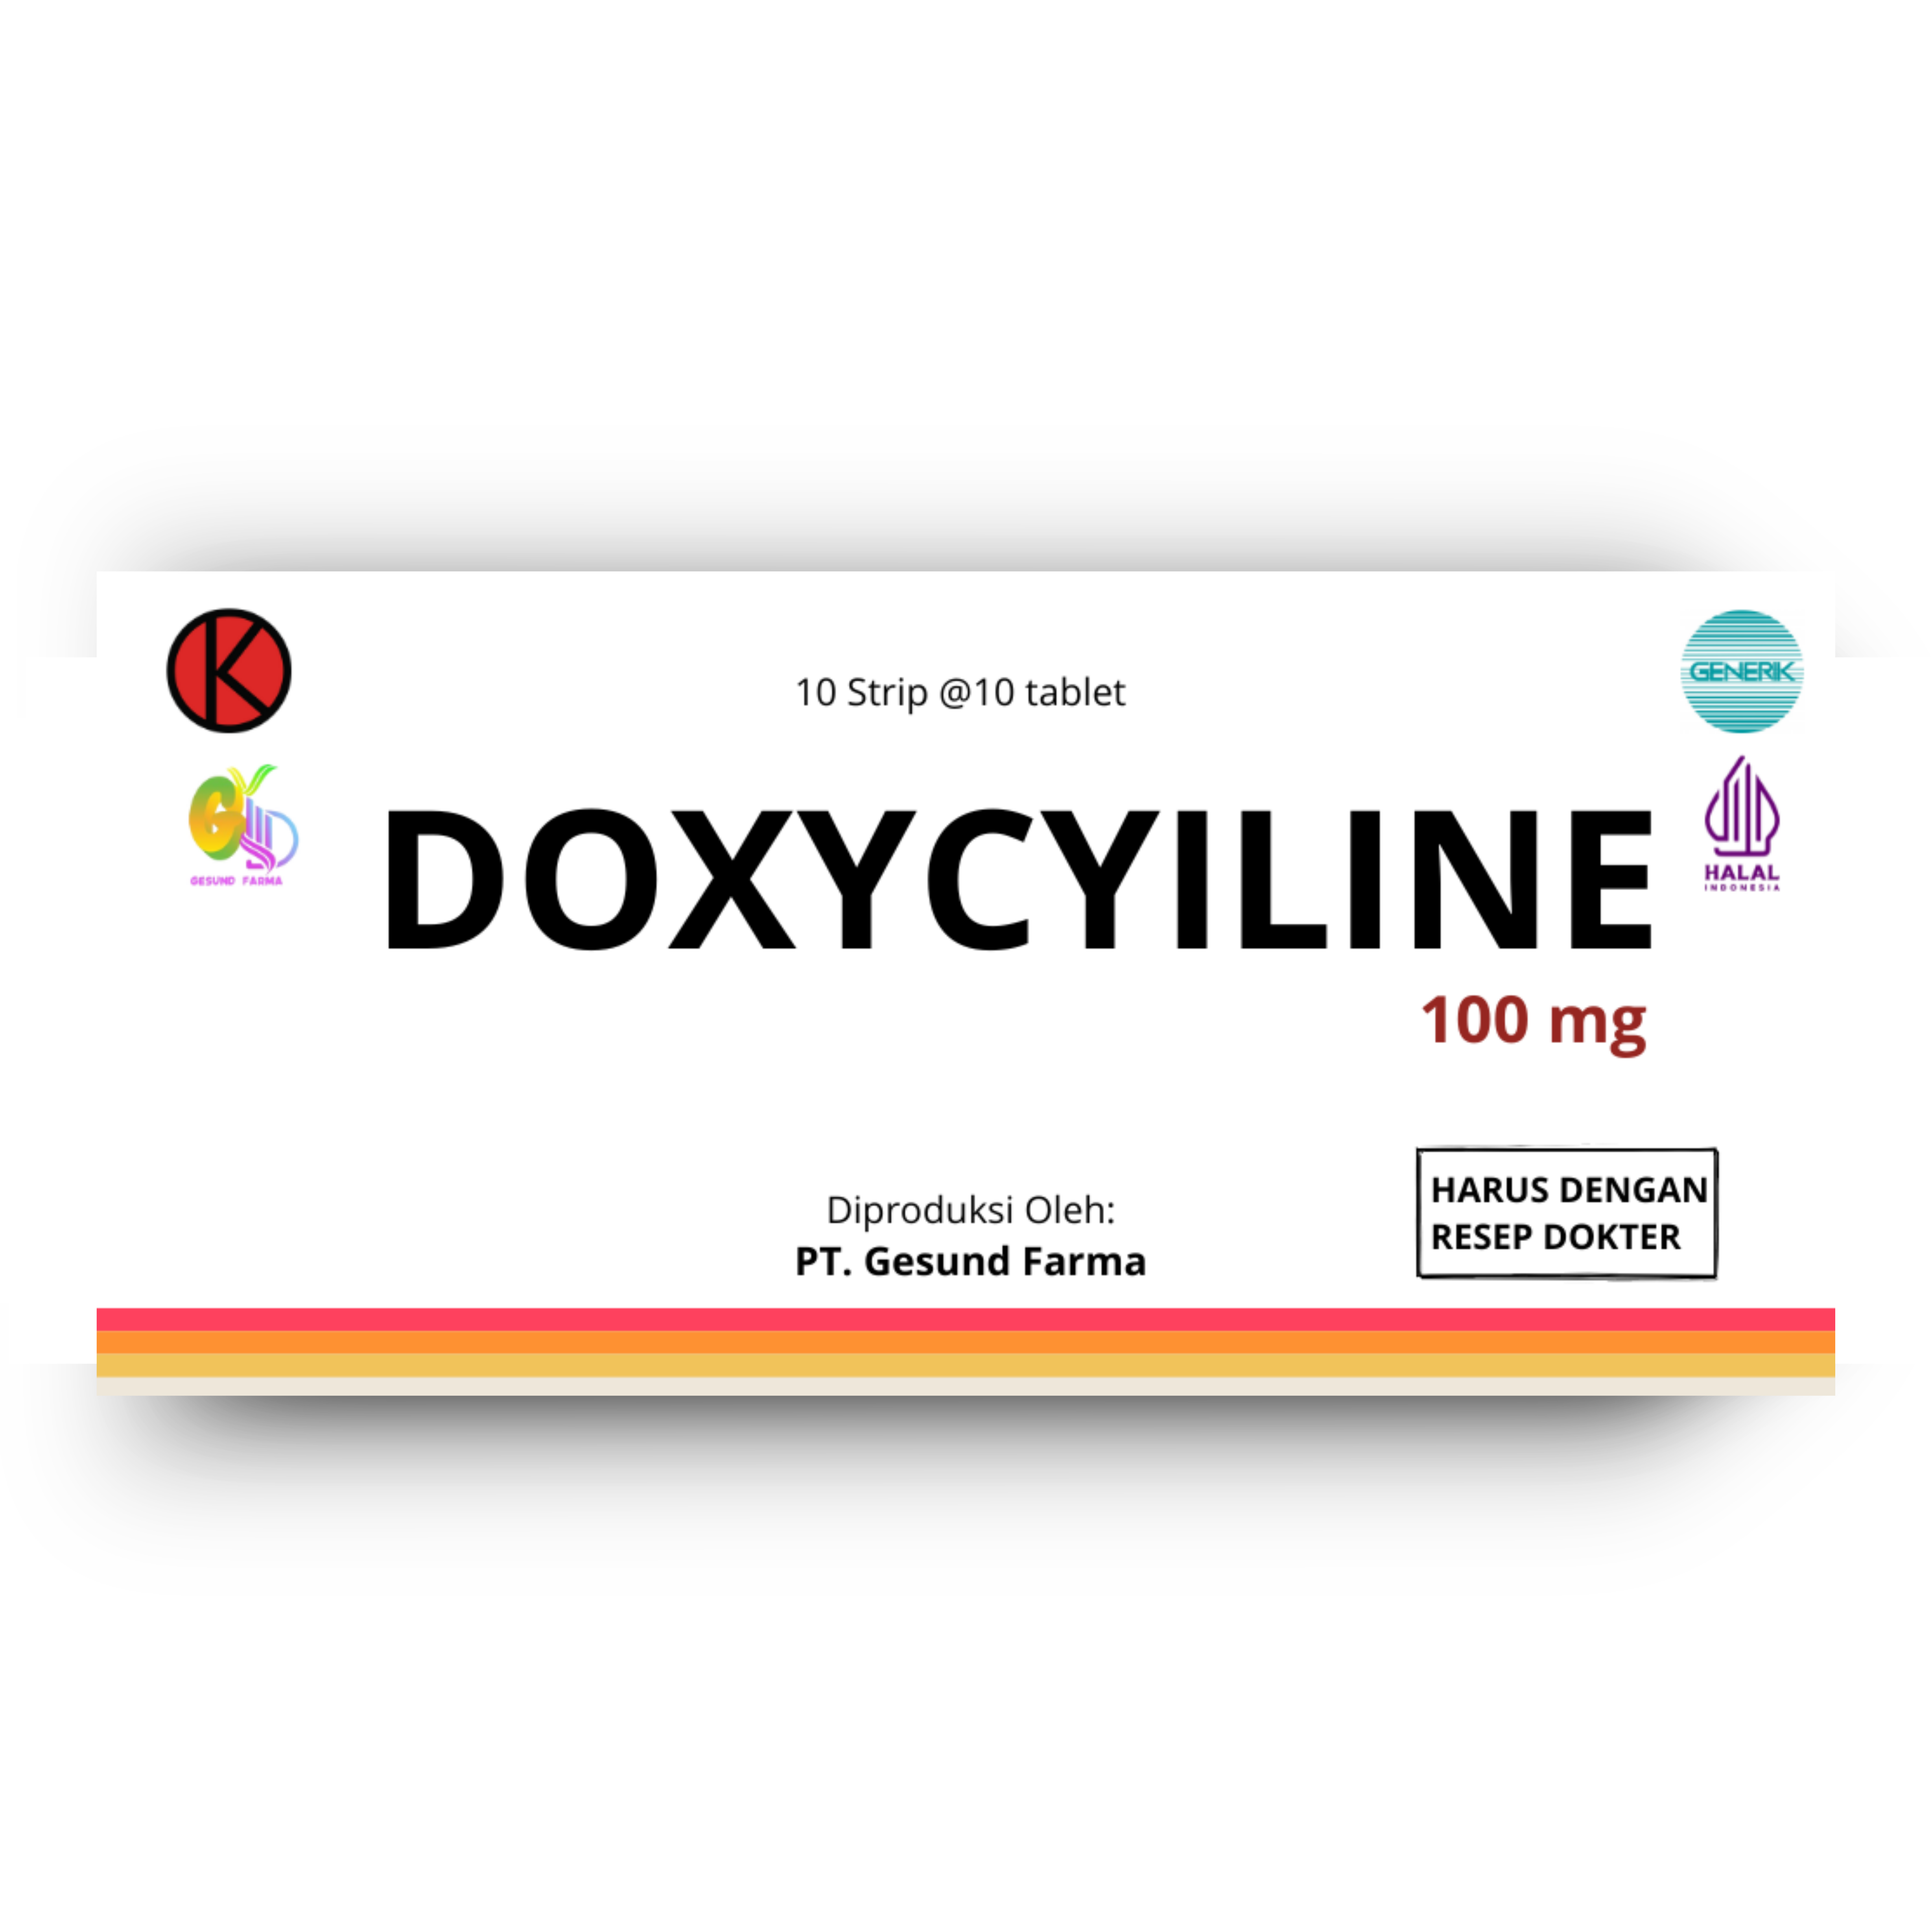 K
10 Strip @10 tablet
GENERIK
GESUND FARMA
DOXYCYILINE
HALAL
INDONESIA
100 mg
Diproduksi Oleh:
PT. Gesund Farma
HARUS DENGAN
RESEP DOKTER